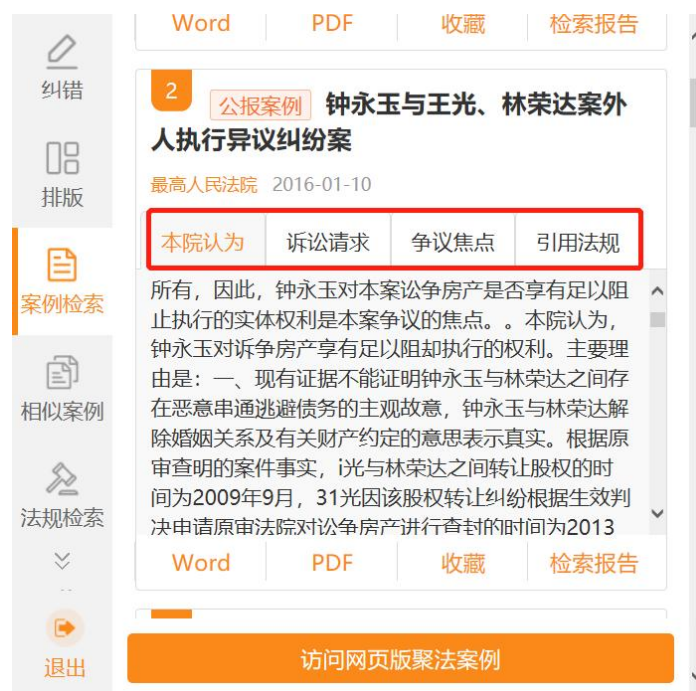 纠错
排版
案例检索
相似案例
法规检索
退出
Word PDF 收藏 检索报告
2
公报案例 钟永玉与王光、林荣达案外
人执行异议纠纷案
最高人民法院 2016-01-10
本院认为 诉讼请求 争议焦点 引用法规
所有，因此，钟永玉对本案讼争房产是否享有足以阻
止执行的实体权利是本案争议的焦点。。本院认为，
钟永玉对诉争房产享有足以阻却执行的权利。主要理
由是：一、现有证据不能证明钟永玉与林荣达之间存
在恶意串通逃避债务的主观故意，钟永玉与林荣达解
除婚姻关系及有关财产约定的意思表示真实。根据原
审查明的案件事实，i光与林荣达之间转让股权的时
间为2009年9月，31光因该股权转让纠纷根据生效判
决申请原审法院对讼争房产进行查封的时间为2013
Word PDF 收藏 检索报告
访问网页版聚法案例